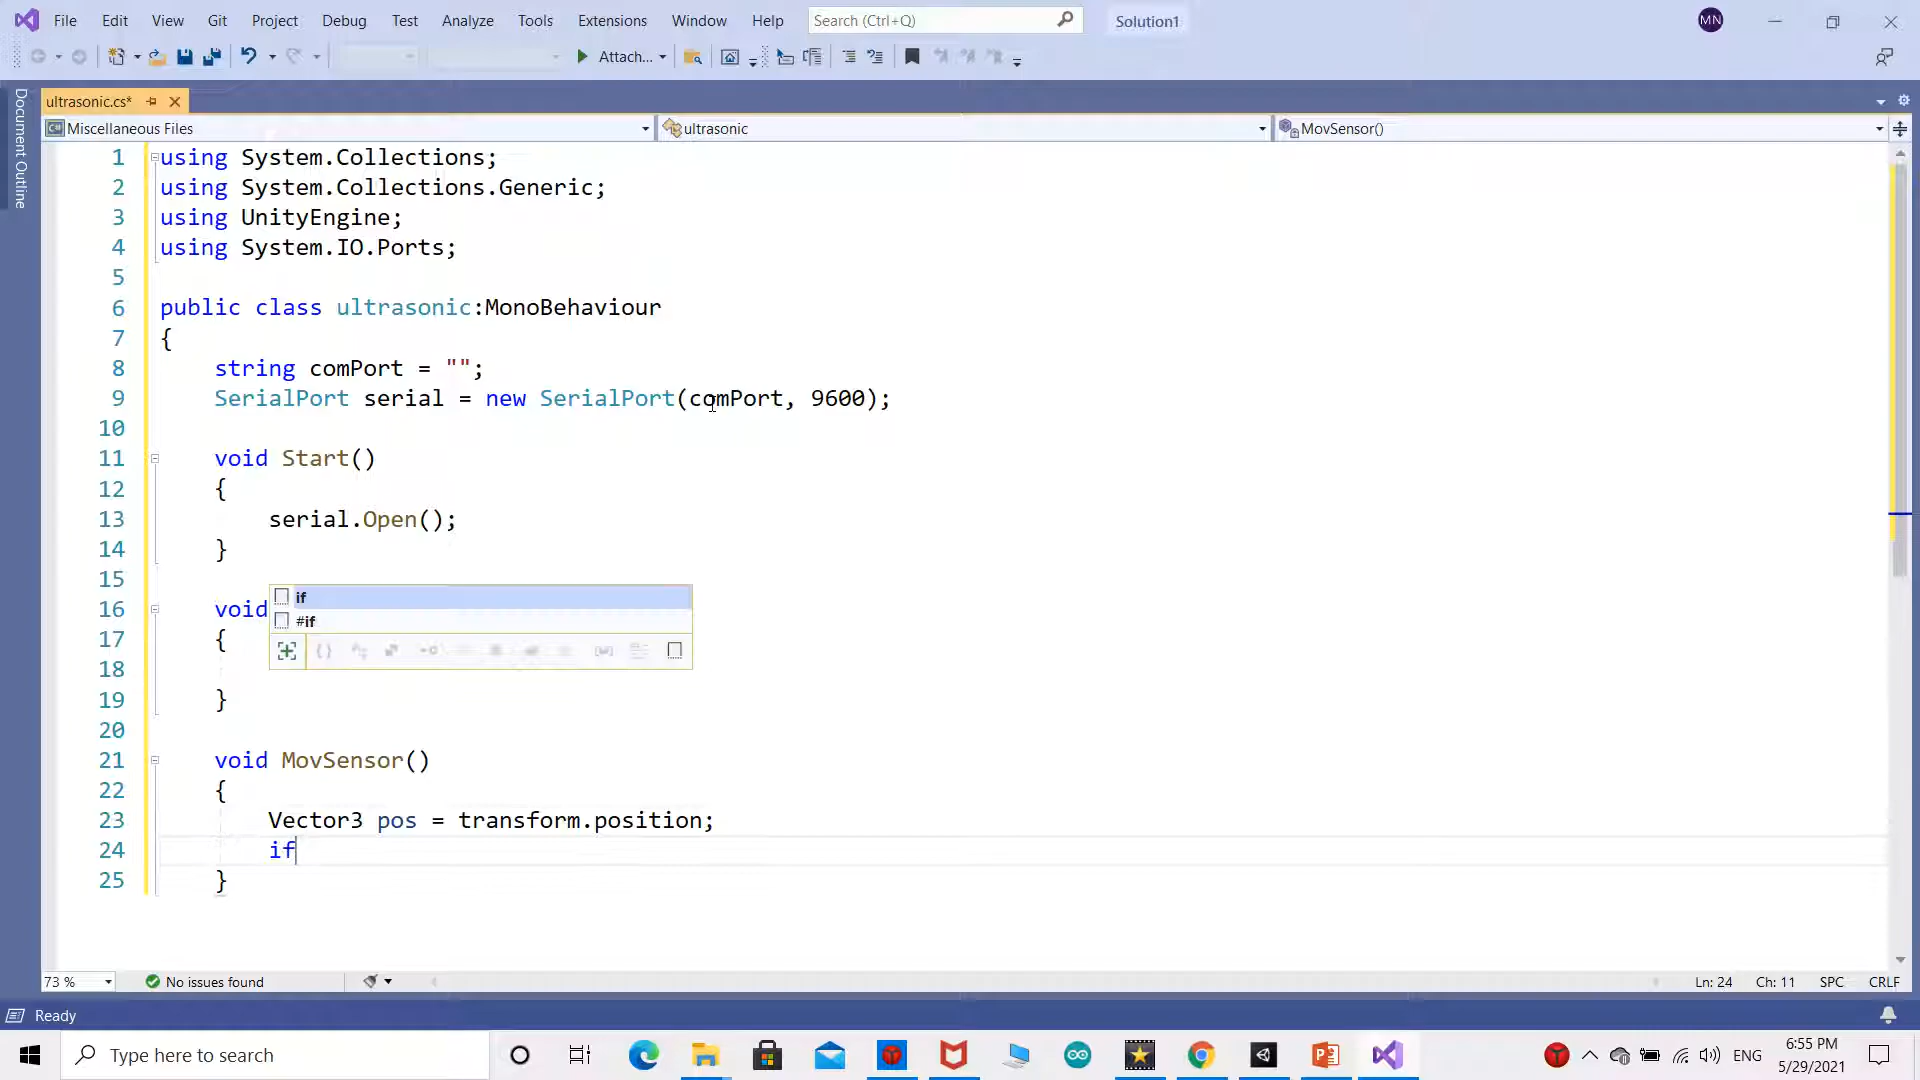 File Edit View Git Project Debug Test Analyze Tools Extensions Window Help Search (Ctrl+Q) Solution1 MN
Attach...
Document Outline
ultrasonic.cs*
Miscellaneous Files ultrasonic MovSensor()
1 using System.Collections;
2 using System.Collections.Generic;
3 using UnityEngine;
4 using System.IO.Ports;
5
6 public class ultrasonic:MonoBehaviour
7 {
8 string comPort = "";
9 SerialPort serial = new SerialPort(comPort, 9600);
10
11 void Start()
12 {
13 serial.Open();
14 }
15
16 void
if
#if
17 {
18
19 }
20
21 void MovSensor()
22 {
23 Vector3 pos = transform.position;
24 if
25 }
73 % No issues found Ln: 24 Ch: 11 SPC CRLF
Ready
Type here to search ENG 6:55 PM
5/29/2021